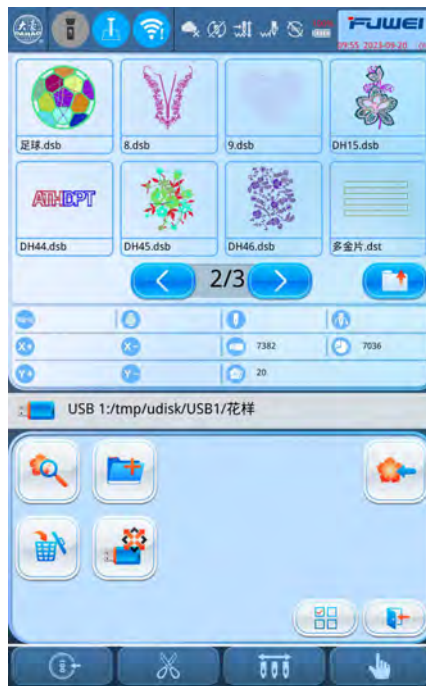 FUWEI
09:55 2023-09-20
足球.dsb
8.dsb
9.dsb
DH15.dsb
ATHDPT
DH44.dsb
DH45.dsb
DH46.dsb
多金片.dst
2/3
X+
X-
7382
7036
Y+
Y-
20
USB 1:/tmp/udisk/USB1/花样